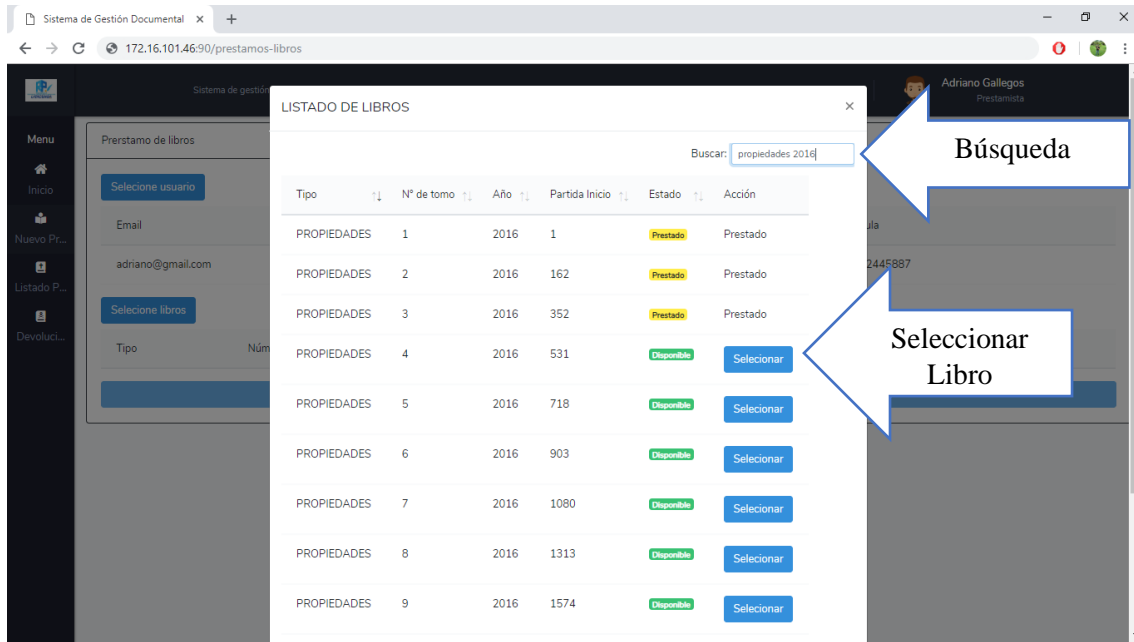 Sistema de Gestión Documental
172.16.101.46:90/prestamos-libros
Sistema de gestión
Adriano Gallegos
Prestamista
LISTADO DE LIBROS
Menu
Prerstamo de libros
Buscar: propiedades 2016
Búsqueda
Inicio
Selecione usuario
Tipo N° de tomo Año Partida Inicio Estado Acción
Nuevo Pr...
Email
ula
PROPIEDADES 1 2016 1 Prestado Prestado
adriano@gmail.com
2445887
PROPIEDADES 2 2016 162 Prestado Prestado
Listado P...
Selecione libros
PROPIEDADES 3 2016 352 Prestado Prestado
Devoluci...
Tipo Núm
PROPIEDADES 4 2016 531 Disponible Selecionar
Seleccionar
Libro
PROPIEDADES 5 2016 718 Disponible Selecionar
PROPIEDADES 6 2016 903 Disponible Selecionar
PROPIEDADES 7 2016 1080 Disponible Selecionar
PROPIEDADES 8 2016 1313 Disponible Selecionar
PROPIEDADES 9 2016 1574 Disponible Selecionar